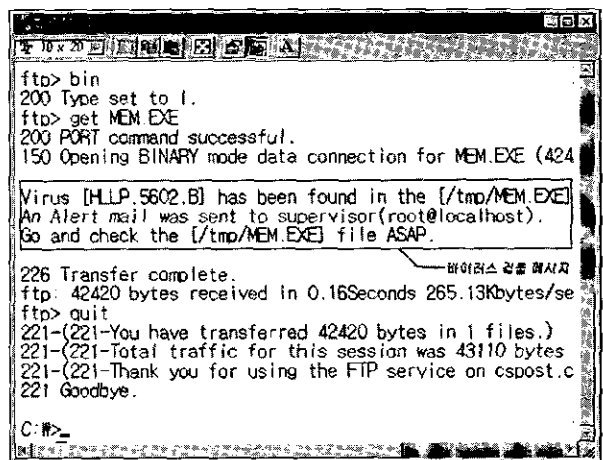 10 x 20
ftp> bin
200 Type set to I.
ftp> get MEM.EXE
200 PORT command successful.
150 Opening BINARY mode data connection for MEM.EXE (424
Virus [HLLP.5602.B] has been found in the [/tmp/MEM.EXE]
An Alert mail was sent to supervisor(root@localhost).
Go and check the [/tmp/MEM.EXE] file ASAP.
바이러스 검출 메시지
226 Transfer complete.
ftp: 42420 bytes received in 0.16Seconds 265.13Kbytes/se
ftp> quit
221-(221-You have transferred 42420 bytes in 1 files.)
221-(221-Total traffic for this session was 43110 bytes
221-(221-Thank you for using the FTP service on cspost.c
221 Goodbye.
C:₩>_